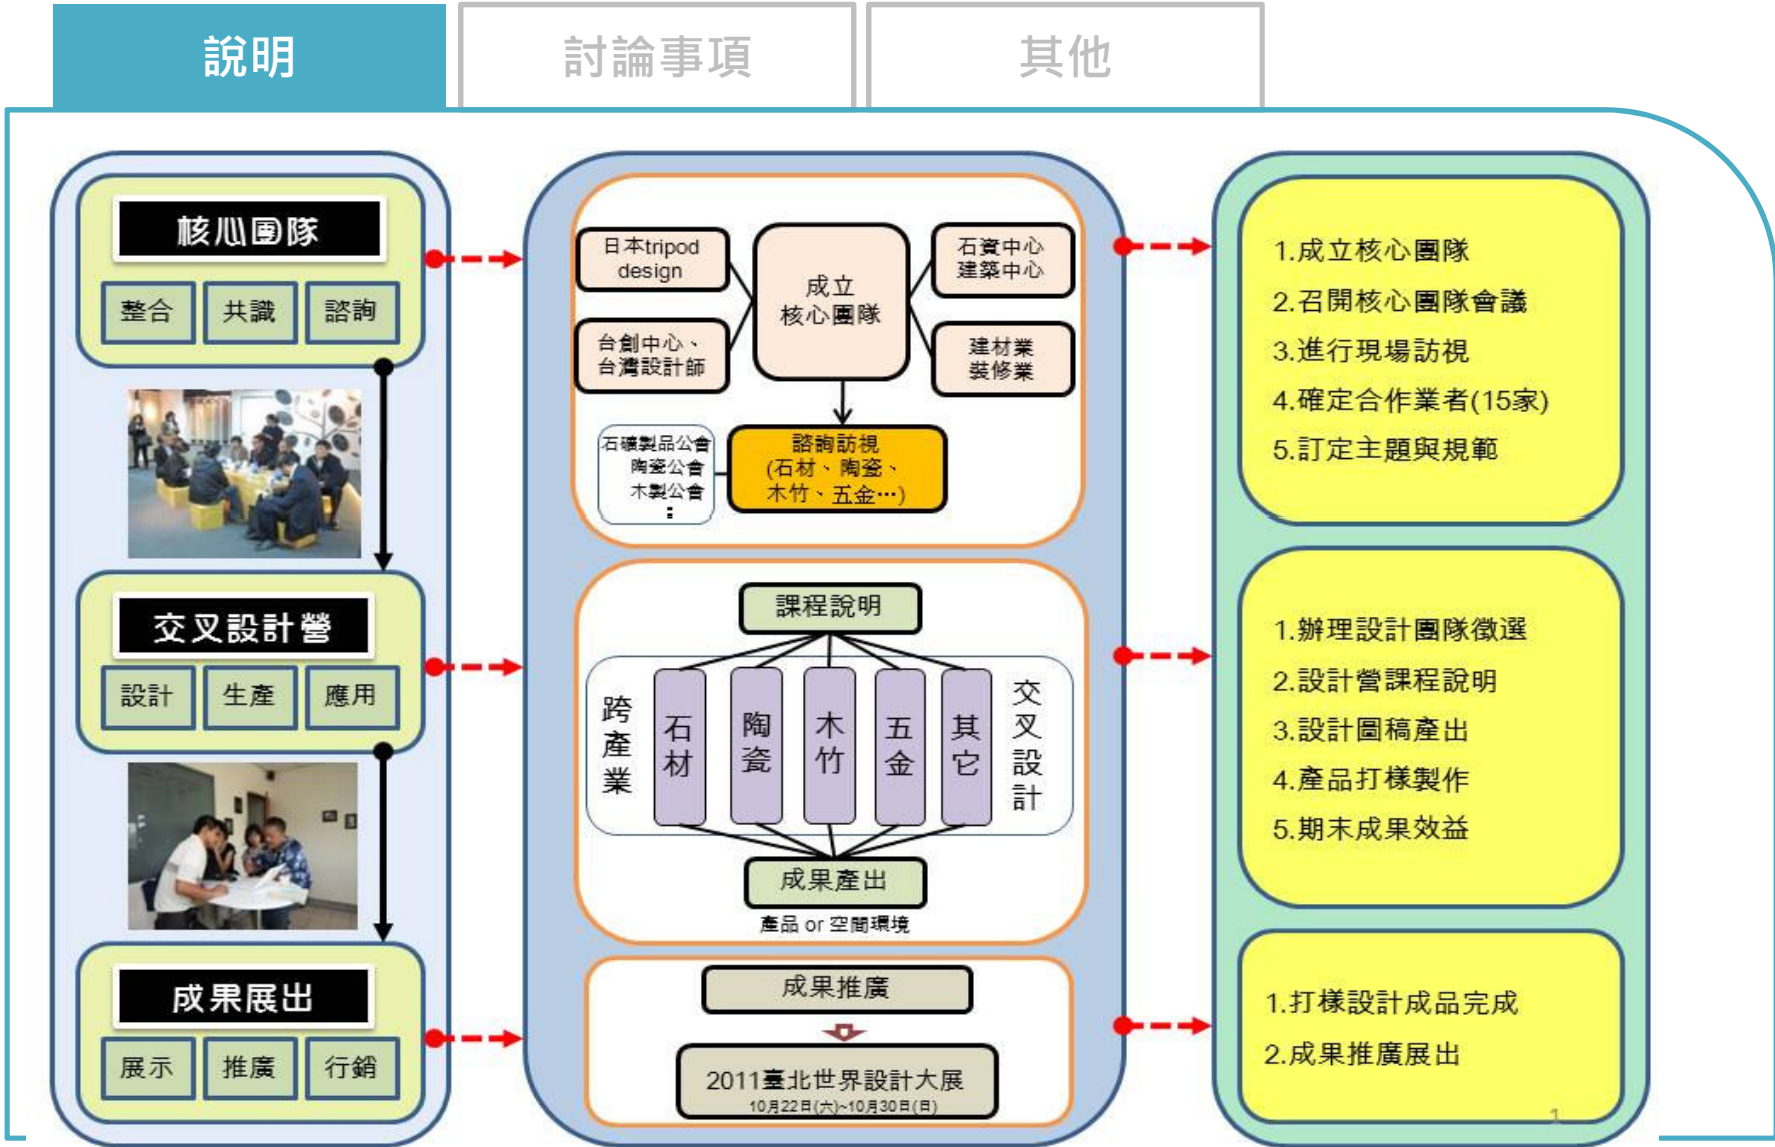 說明
討論事項
其他
核心團隊
整合
共識
諮詢
交叉設計營
設計
生產
應用
成果展出
展示
推廣
行銷
日本tripod
design
台創中心、
台灣設計師
成立
核心團隊
石資中心
建築中心
建材業
裝修業
石礦製品公會
陶瓷公會
木製公會
⋮
諮詢訪視
(石材、陶瓷、
木竹、五金…)
課程說明
跨產業
石材
陶瓷
木竹
五金
其它
交叉設計
成果產出
產品 or 空間環境
成果推廣
2011臺北世界設計大展
10月22日(六)~10月30日(日)
1.成立核心團隊
2.召開核心團隊會議
3.進行現場訪視
4.確定合作業者(15家)
5.訂定主題與規範
1.辦理設計團隊徵選
2.設計營課程說明
3.設計圖稿產出
4.產品打樣製作
5.期末成果效益
1.打樣設計成品完成
2.成果推廣展出
1